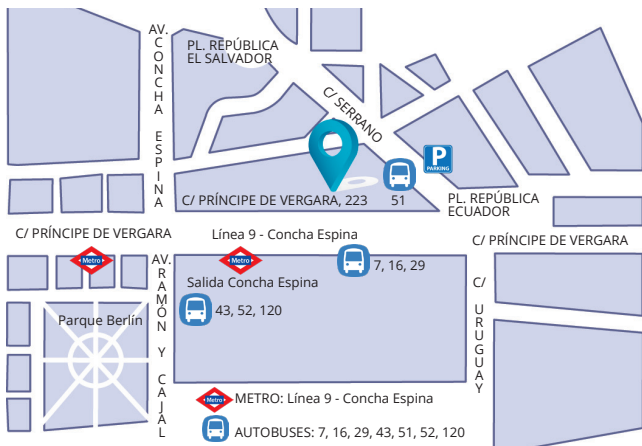 AV.
CONCHA ESPINA
PL. REPÚBLICA
EL SALVADOR
C/ SERRANO
P
PARKING
C/ PRÍNCIPE DE VERGARA, 223
51
PL. REPÚBLICA
ECUADOR
C/ PRÍNCIPE DE VERGARA
Línea 9 - Concha Espina
C/ PRÍNCIPE DE VERGARA
Metro
AV.
RAMÓN Y CAJAL
Metro
7, 16, 29
Salida Concha Espina
C/ URUGUAY
43, 52, 120
Parque Berlín
Metro
METRO: Línea 9 - Concha Espina
AUTOBUSES: 7, 16, 29, 43, 51, 52, 120